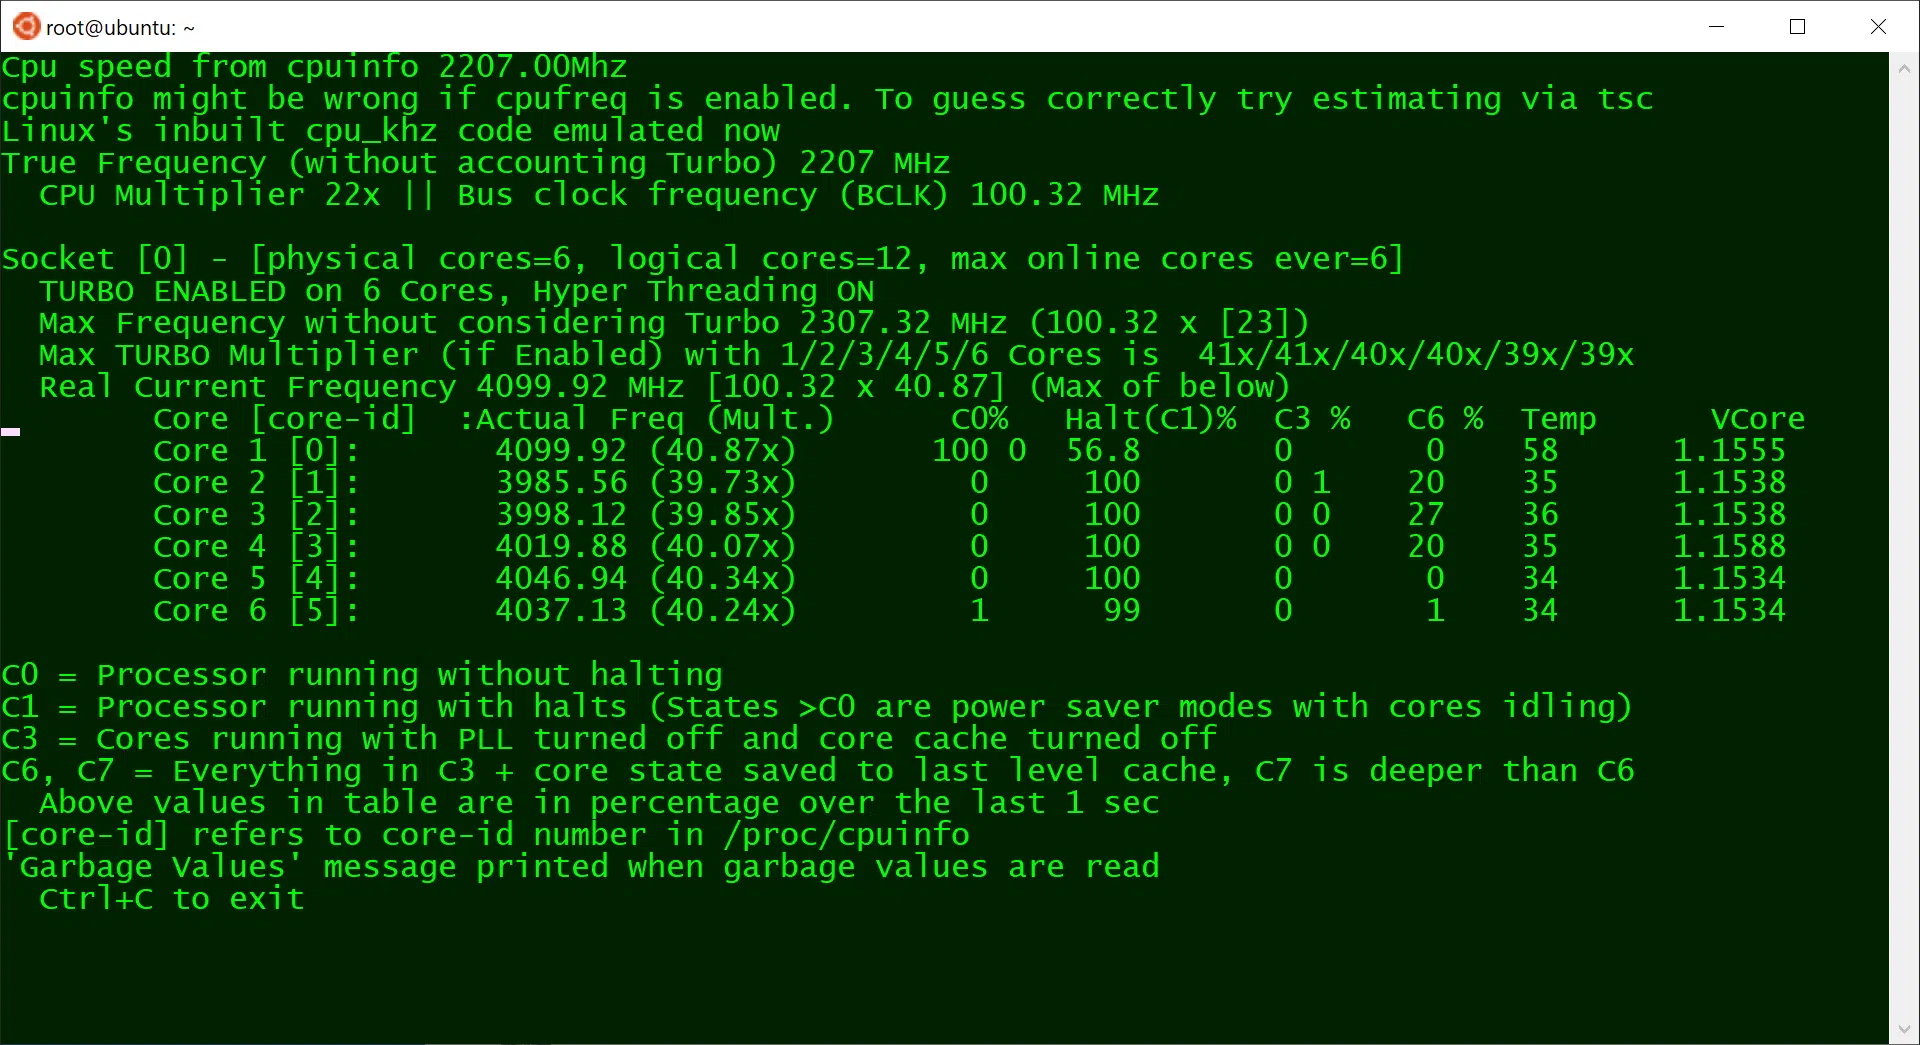 root@ubuntu: ~
Cpu speed from cpuinfo 2207.00Mhz
cpuinfo might be wrong if cpufreq is enabled. To guess correctly try estimating via tsc
Linux's inbuilt cpu_khz code emulated now
True Frequency (without accounting Turbo) 2207 MHz
  CPU Multiplier 22x || Bus clock frequency (BCLK) 100.32 MHz

Socket [0] - [physical cores=6, logical cores=12, max online cores ever=6]
  TURBO ENABLED on 6 Cores, Hyper Threading ON
  Max Frequency without considering Turbo 2307.32 MHz (100.32 x [23])
  Max TURBO Multiplier (if Enabled) with 1/2/3/4/5/6 Cores is  41x/41x/40x/40x/39x/39x
  Real Current Frequency 4099.92 MHz [100.32 x 40.87] (Max of below)
        Core [core-id]  :Actual Freq (Mult.)      C0%   Halt(C1)%  C3 %   C6 %  Temp      VCore
        Core 1 [0]:       4099.92 (40.87x)       100 0  56.8       0       0    58      1.1555
        Core 2 [1]:       3985.56 (39.73x)         0     100       0 1    20    35      1.1538
        Core 3 [2]:       3998.12 (39.85x)         0     100       0 0    27    36      1.1538
        Core 4 [3]:       4019.88 (40.07x)         0     100       0 0    20    35      1.1588
        Core 5 [4]:       4046.94 (40.34x)         0     100       0       0    34      1.1534
        Core 6 [5]:       4037.13 (40.24x)         1      99       0       1    34      1.1534

C0 = Processor running without halting
C1 = Processor running with halts (States >C0 are power saver modes with cores idling)
C3 = Cores running with PLL turned off and core cache turned off
C6, C7 = Everything in C3 + core state saved to last level cache, C7 is deeper than C6
  Above values in table are in percentage over the last 1 sec
[core-id] refers to core-id number in /proc/cpuinfo
'Garbage Values' message printed when garbage values are read
  Ctrl+C to exit